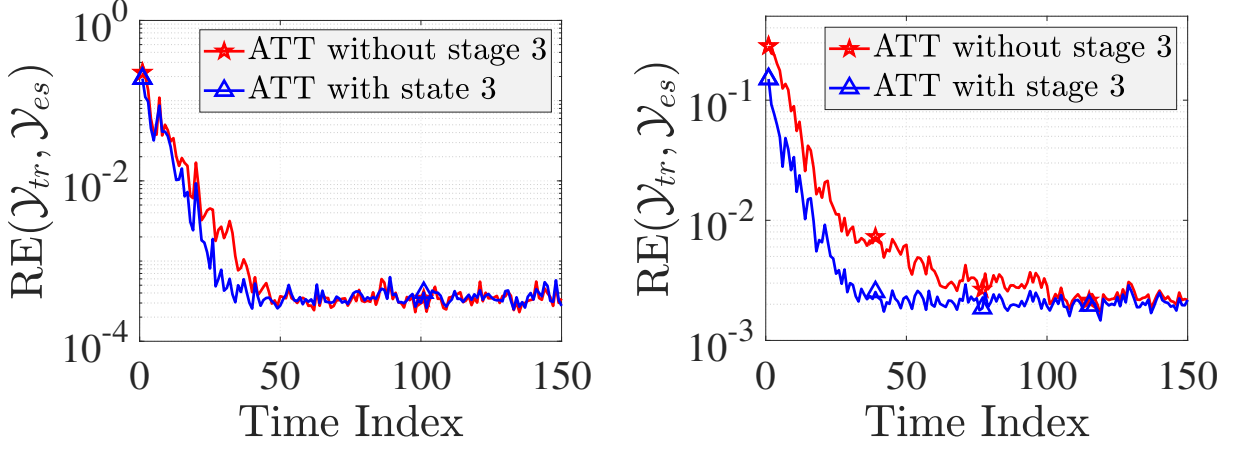 10^0
10^-2
10^-4
RE(𝒴_tr, 𝒴_es)
ATT without stage 3
ATT with state 3
0 50 100 150
Time Index
10^-1
10^-2
10^-3
RE(𝒴_tr, 𝒴_es)
ATT without stage 3
ATT with stage 3
0 50 100 150
Time Index